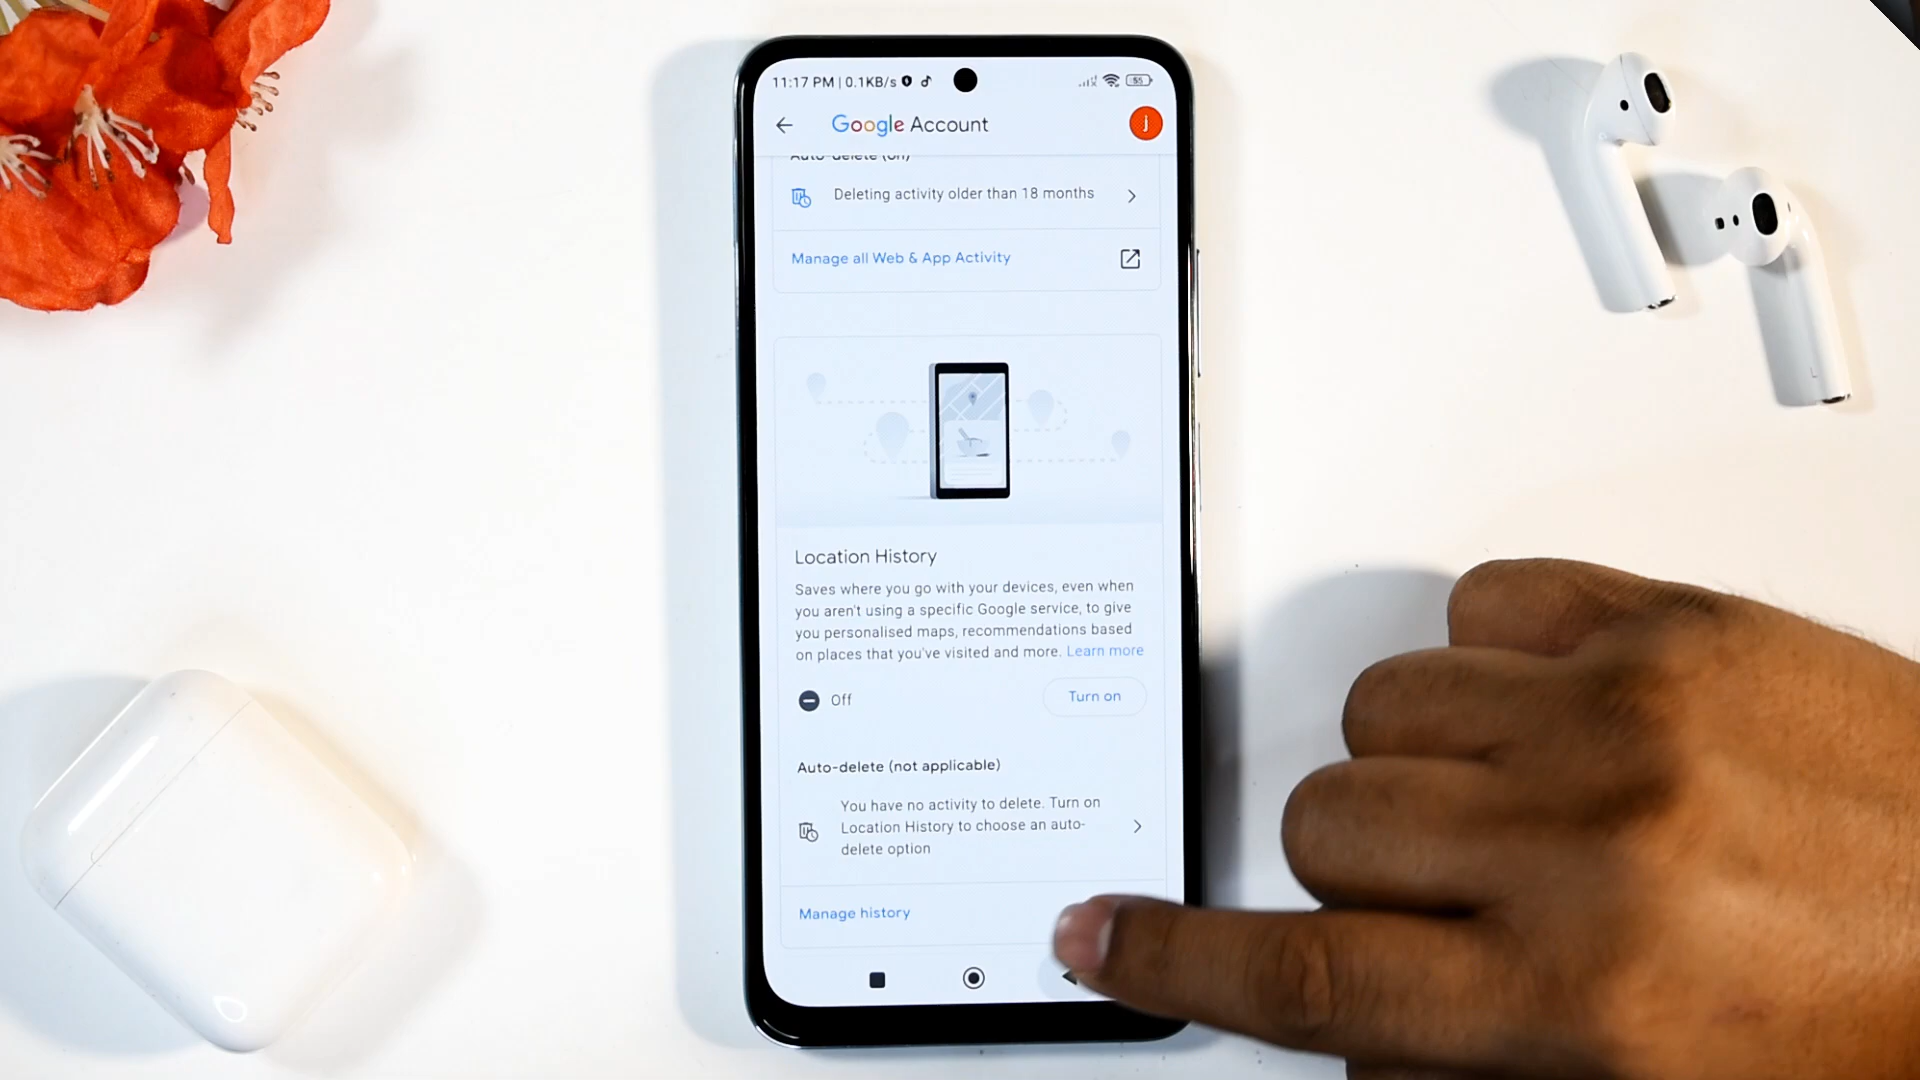 11:17 PM | 0.1KB/s
55
Google Account
j
Auto-delete (on)
Deleting activity older than 18 months
Manage all Web & App Activity
Location History
Saves where you go with your devices, even when
you aren't using a specific Google service, to give
you personalised maps, recommendations based
on places that you've visited and more. Learn more
Off
Turn on
Auto-delete (not applicable)
You have no activity to delete. Turn on
Location History to choose an auto-
delete option
Manage history
L